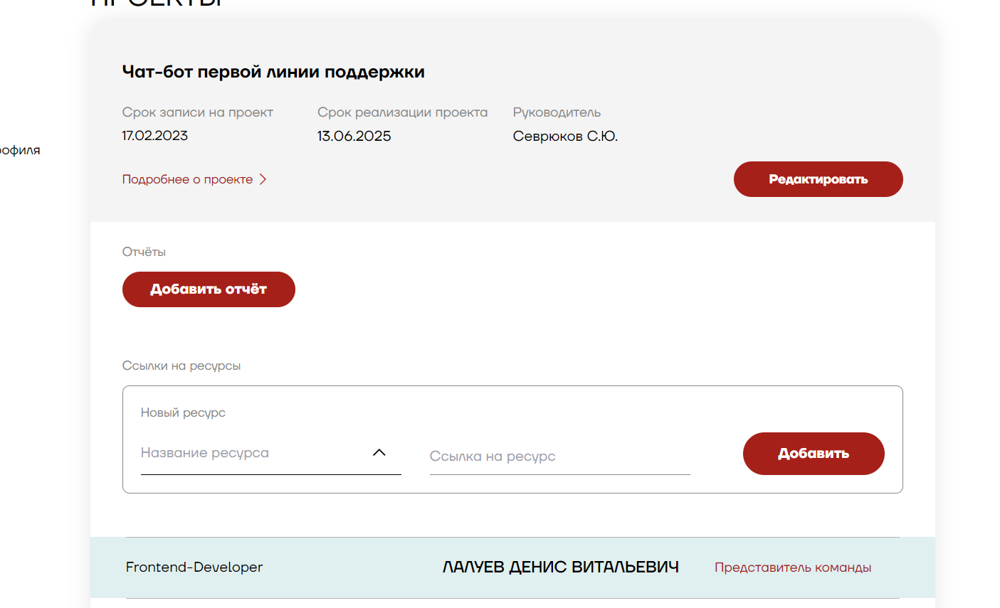 ПРОЕКТЫ
Чат-бот первой линии поддержки
Срок записи на проект Срок реализации проекта Руководитель
17.02.2023 13.06.2025 Севрюков С.Ю.
рофиля
Подробнее о проекте Редактировать
Отчёты
Добавить отчёт
Ссылки на ресурсы
Новый ресурс
Название ресурса Ссылка на ресурс Добавить
Frontend-Developer ЛАЛУЕВ ДЕНИС ВИТАЛЬЕВИЧ Представитель команды